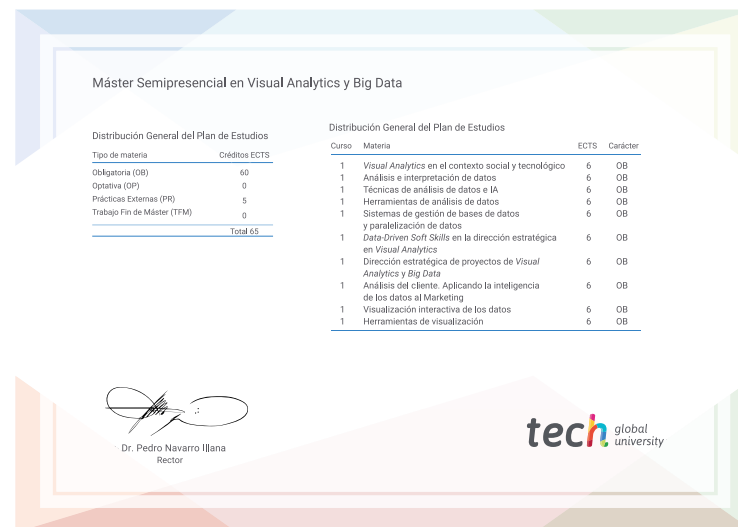 Máster Semipresencial en Visual Analytics y Big Data
Distribución General del Plan de Estudios
Tipo de materia Créditos ECTS
Obligatoria (OB) 60
Optativa (OP) 0
Prácticas Externas (PR) 5
Trabajo Fin de Máster (TFM) 0
Total 65
Distribución General del Plan de Estudios
Curso Materia ECTS Carácter
1 Visual Analytics en el contexto social y tecnológico 6 OB
1 Análisis e interpretación de datos 6 OB
1 Técnicas de análisis de datos e IA 6 OB
1 Herramientas de análisis de datos 6 OB
1 Sistemas de gestión de bases de datos 6 OB
y paralelización de datos
1 Data-Driven Soft Skills en la dirección estratégica 6 OB
en Visual Analytics
1 Dirección estratégica de proyectos de Visual 6 OB
Analytics y Big Data
1 Análisis del cliente. Aplicando la inteligencia 6 OB
de los datos al Marketing
1 Visualización interactiva de los datos 6 OB
1 Herramientas de visualización 6 OB
Dr. Pedro Navarro Illana
Rector
tech global
university